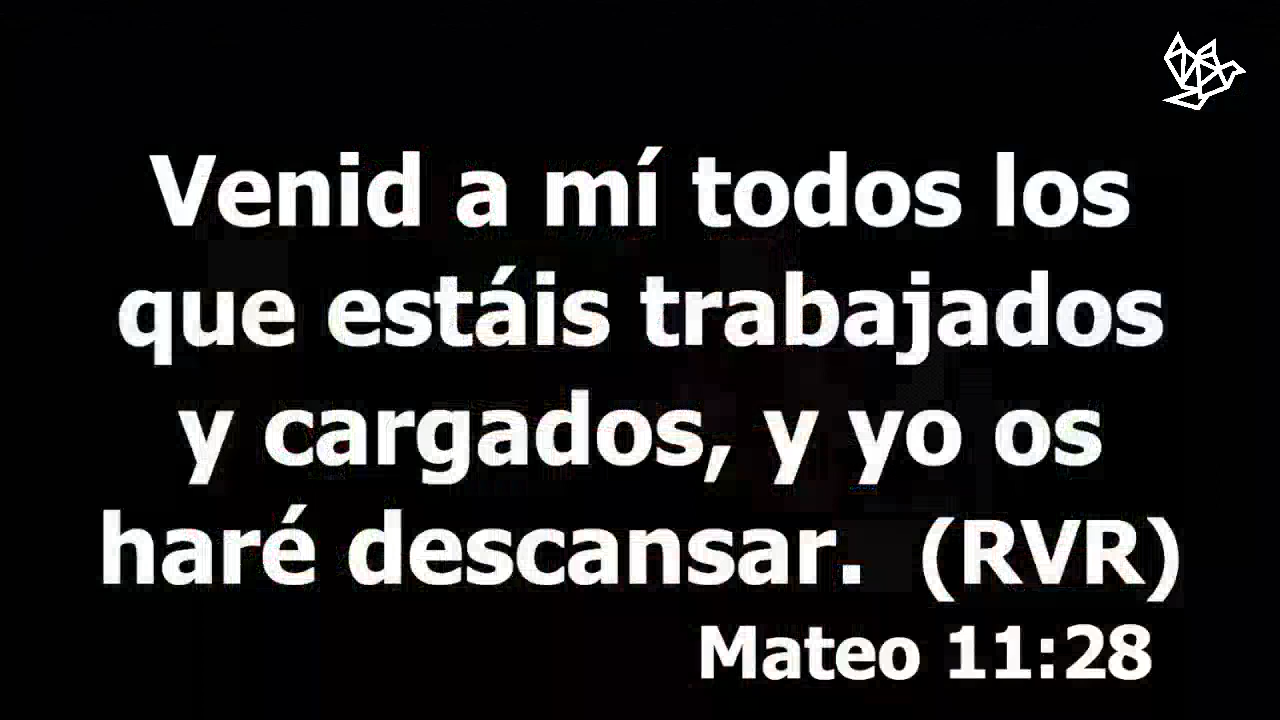 Venid a mí todos los
que estáis trabajados
y cargados, y yo os
haré descansar.  (RVR)
Mateo 11:28